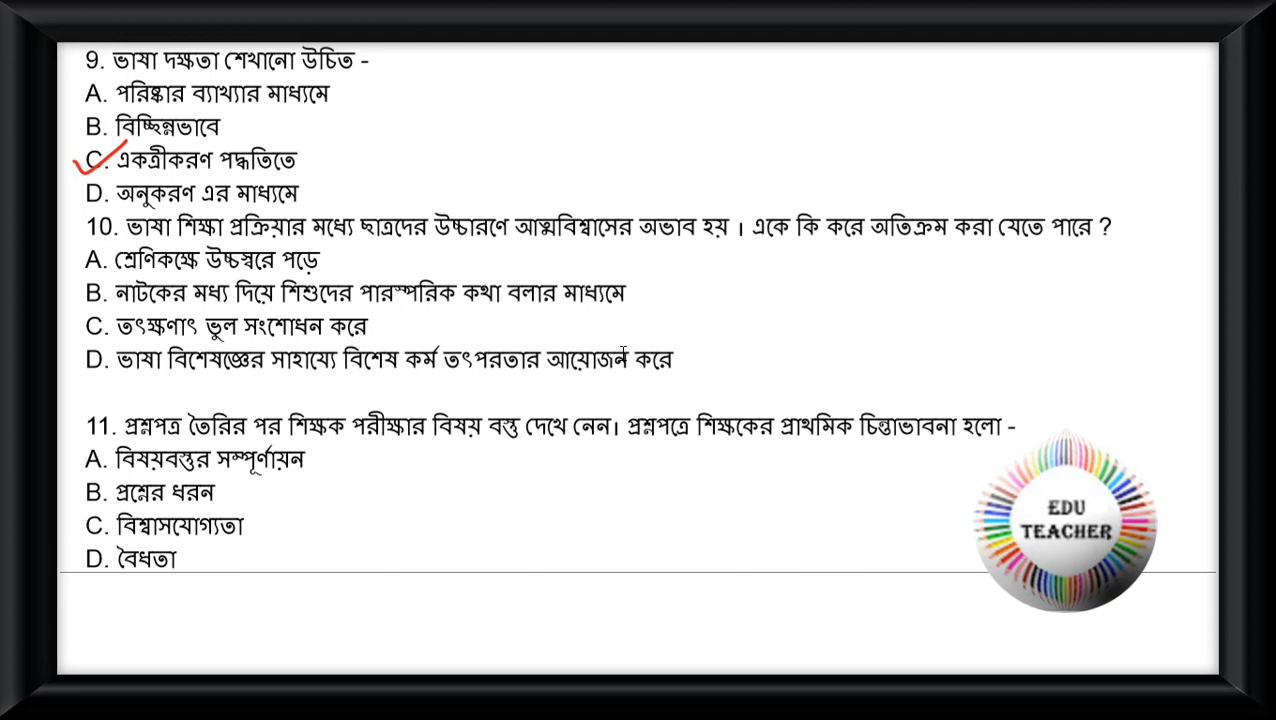 9. ভাষা দক্ষতা শেখানো উচিত -
A. পরিষ্কার ব্যাখ্যার মাধ্যমে
B. বিচ্ছিন্নভাবে
C. একত্রীকরণ পদ্ধতিতে
D. অনুকরণ এর মাধ্যমে
10. ভাষা শিক্ষা প্রক্রিয়ার মধ্যে ছাত্রদের উচ্চারণে আত্মবিশ্বাসের অভাব হয় । একে কি করে অতিক্রম করা যেতে পারে ?
A. শ্রেণিকক্ষে উচ্চস্বরে পড়ে
B. নাটকের মধ্য দিয়ে শিশুদের পারস্পরিক কথা বলার মাধ্যমে
C. তৎক্ষণাৎ ভুল সংশোধন করে
D. ভাষা বিশেষজ্ঞের সাহায্যে বিশেষ কর্ম তৎপরতার আয়োজন করে
11. প্রশ্নপত্র তৈরির পর শিক্ষক পরীক্ষার বিষয় বস্তু দেখে নেন। প্রশ্নপত্রে শিক্ষকের প্রাথমিক চিন্তাভাবনা হলো -
A. বিষয়বস্তুর সম্পূর্ণায়ন
B. প্রশ্নের ধরন
C. বিশ্বাসযোগ্যতা
D. বৈধতা
EDU
TEACHER